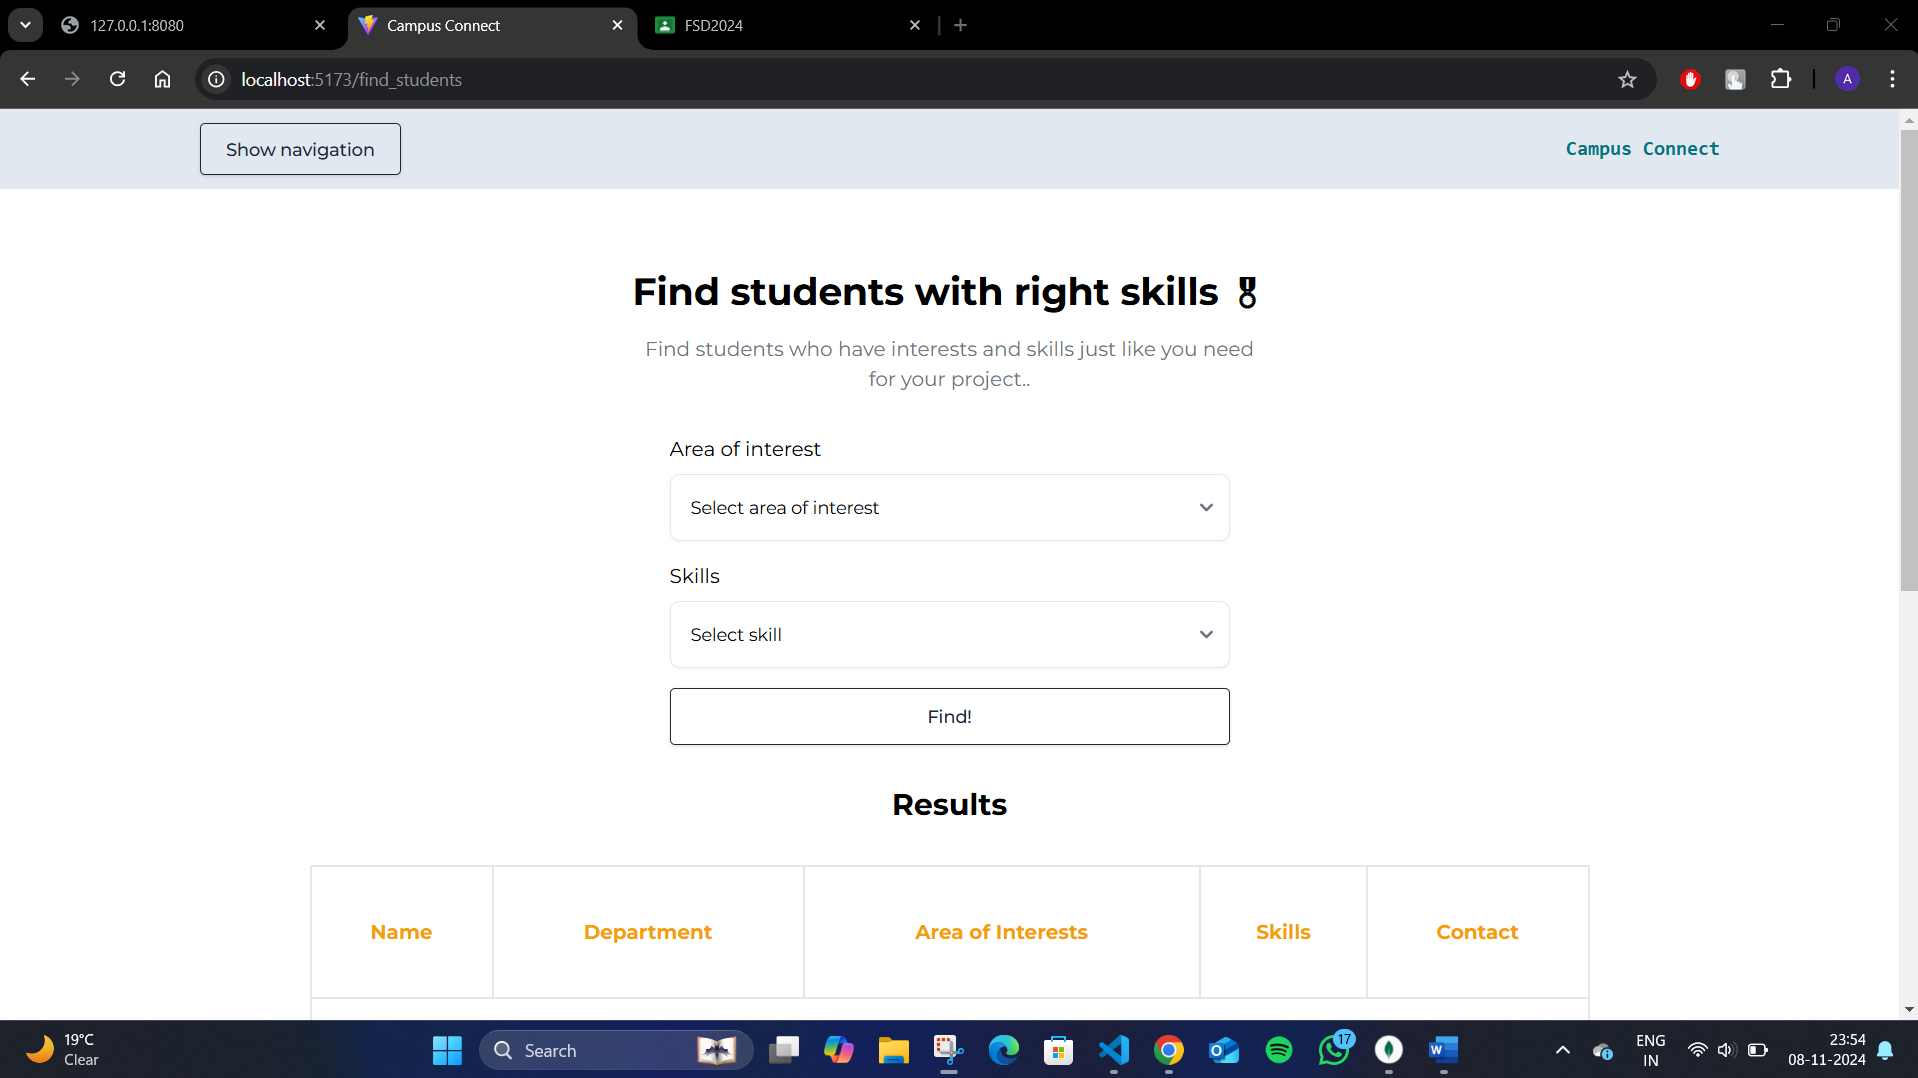 127.0.0.1:8080
Campus Connect
FSD2024
localhost:5173/find_students
A
Show navigation
Campus Connect
Find students with right skills 🎖
Find students who have interests and skills just like you need
for your project..
Area of interest
Select area of interest
Skills
Select skill
Find!
Results
Name Department Area of Interests Skills Contact
19°C
Clear
Search
17
ENG
IN
23:54
08-11-2024